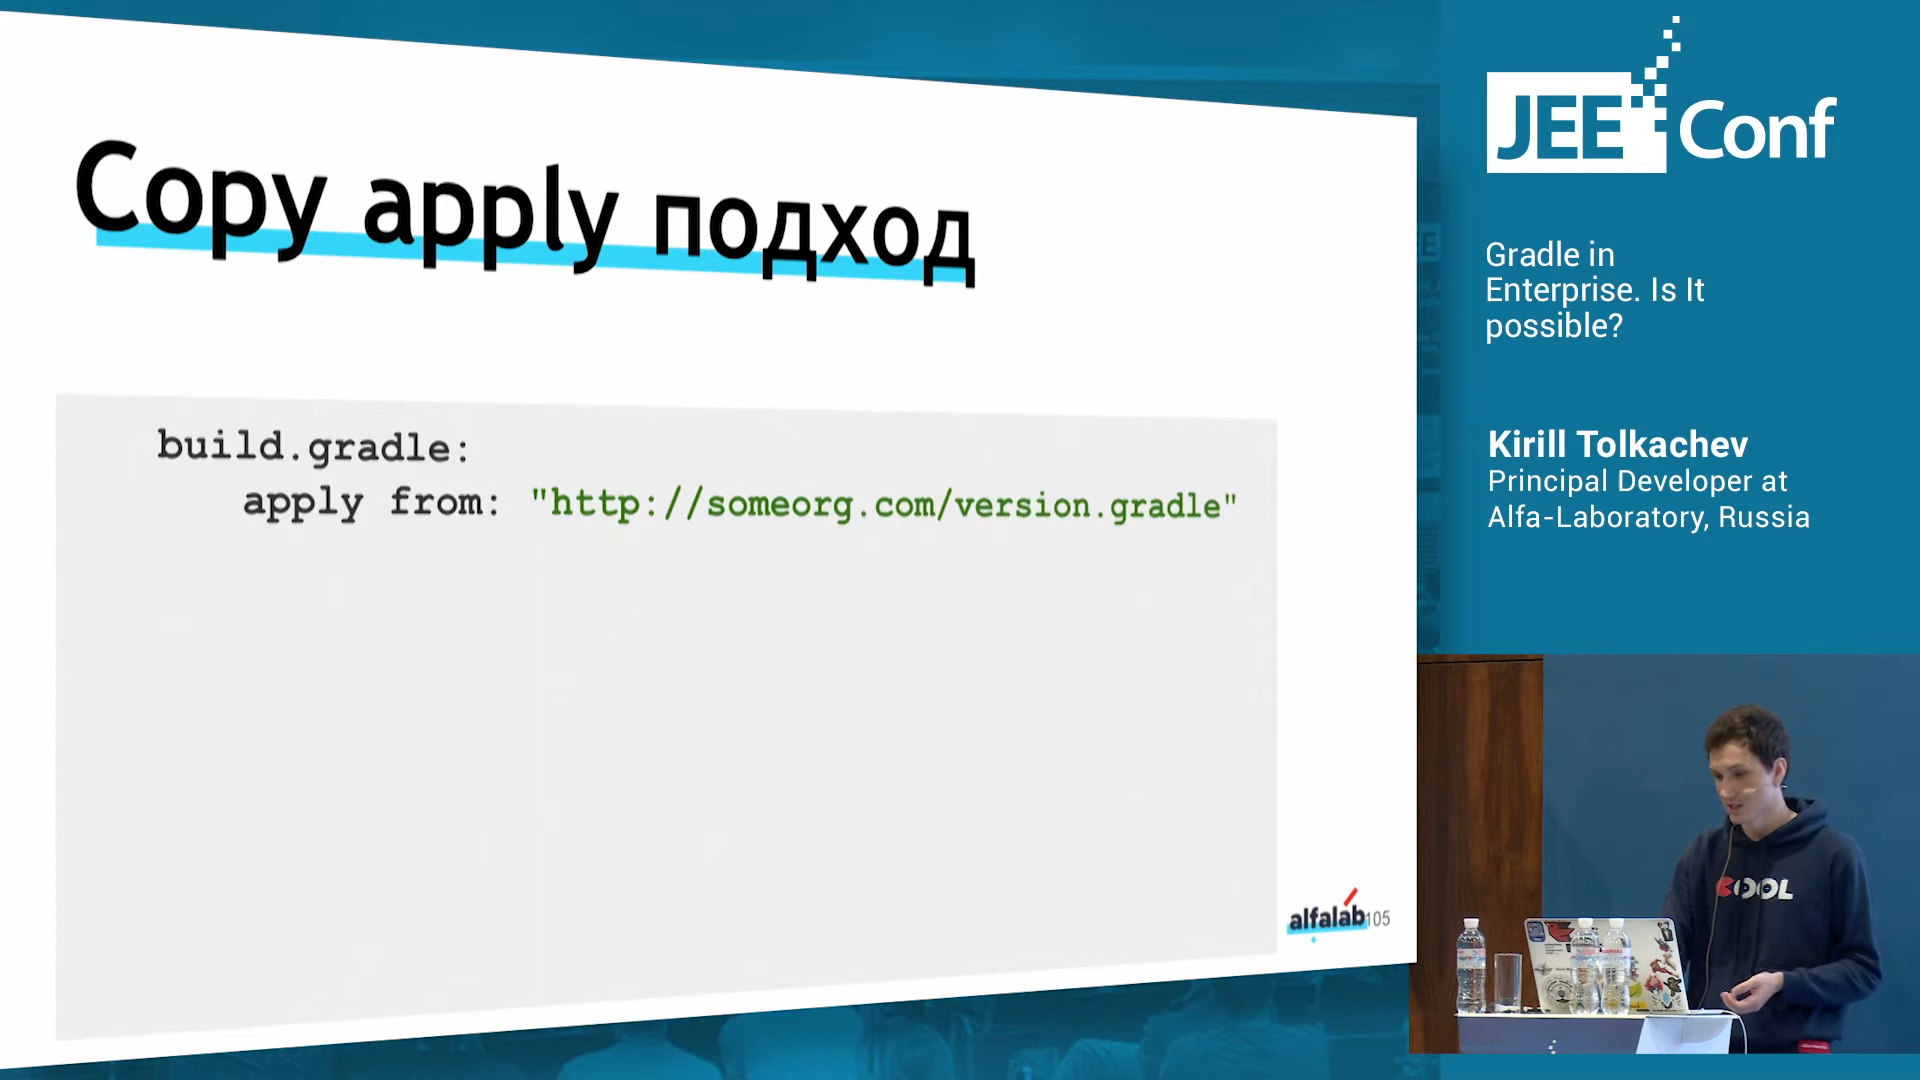 Copy apply подход
build.gradle:
apply from: "http://someorg.com/version.gradle"
alfalab 105
JEE Conf
Gradle in
Enterprise. Is It
possible?
Kirill Tolkachev
Principal Developer at
Alfa-Laboratory, Russia
COOL